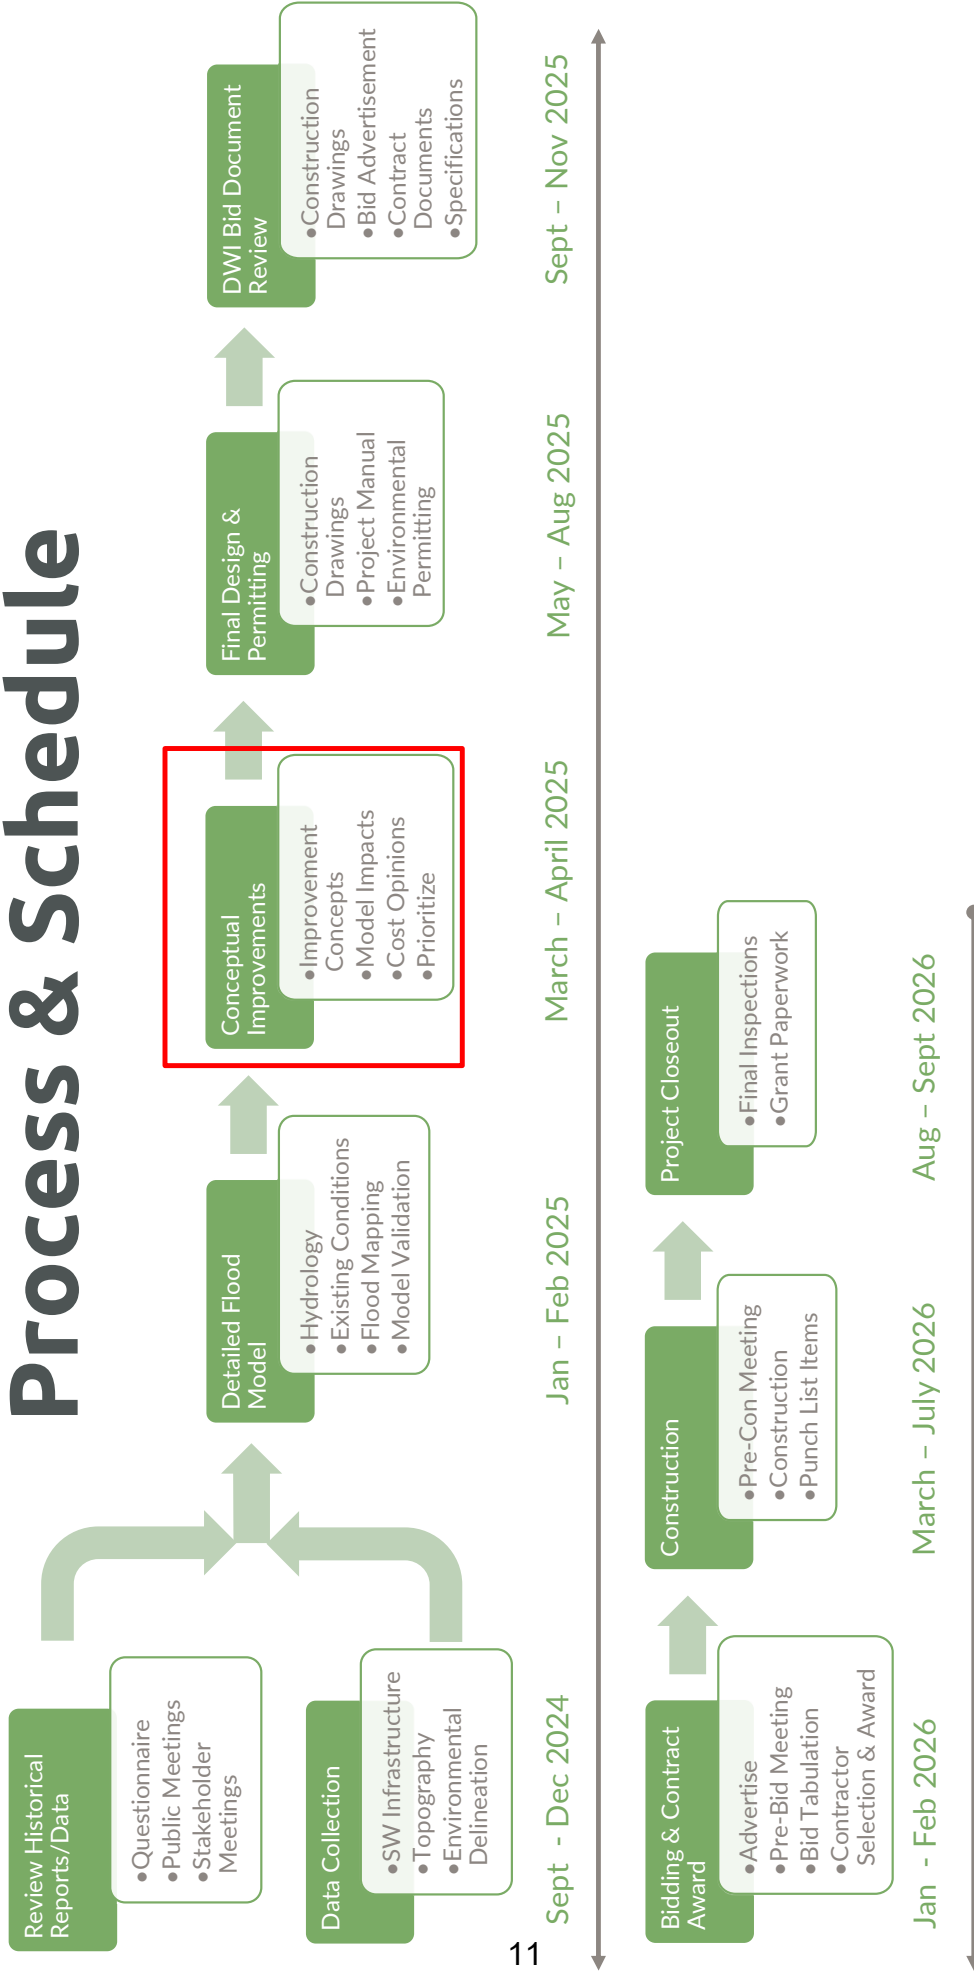 Process & Schedule
Review Historical
Reports/Data
•Questionnaire
•Public Meetings
•Stakeholder
Meetings
Data Collection
•SW Infrastructure
•Topography
•Environmental
Delineation
Sept - Dec 2024
Detailed Flood
Model
•Hydrology
•Existing Conditions
•Flood Mapping
•Model Validation
Jan – Feb 2025
Conceptual
Improvements
•Improvement
Concepts
•Model Impacts
•Cost Opinions
•Prioritize
March – April 2025
Final Design &
Permitting
•Construction
Drawings
•Project Manual
•Environmental
Permitting
May – Aug 2025
DWI Bid Document
Review
•Construction
Drawings
•Bid Advertisement
•Contract
Documents
•Specifications
Sept – Nov 2025
Bidding & Contract
Award
•Advertise
•Pre-Bid Meeting
•Bid Tabulation
•Contractor
Selection & Award
Jan - Feb 2026
Construction
•Pre-Con Meeting
•Construction
•Punch List Items
March – July 2026
Project Closeout
•Final Inspections
•Grant Paperwork
Aug – Sept 2026
11